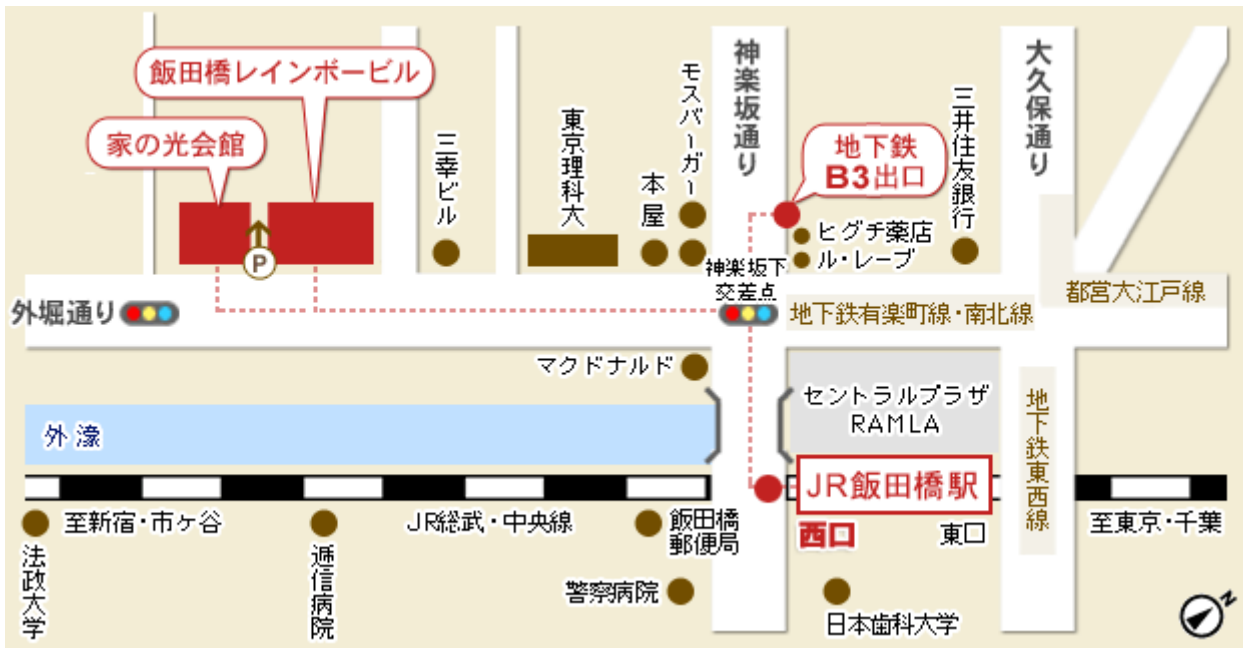 飯田橋レインボービル
家の光会館
三幸ビル
東京理科大
本屋
モスバーガー
神楽坂通り
地下鉄
B3出口
三井住友銀行
大久保通り
ヒグチ薬店
ル・レーブ
P
神楽坂下
交差点
外堀通り
地下鉄有楽町線・南北線
都営大江戸線
マクドナルド
セントラルプラザ
RAMLA
地下鉄東西線
外濠
JR飯田橋駅
西口
東口
至新宿・市ヶ谷
JR総武・中央線
飯田橋
郵便局
至東京・千葉
法政大学
逓信病院
警察病院
日本歯科大学
N